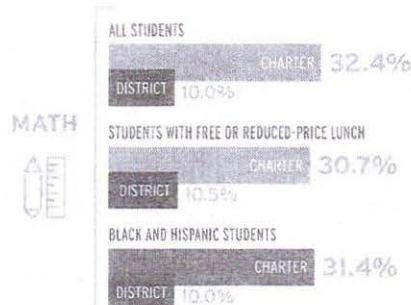 ALL STUDENTS
CHARTER 32.4%
DISTRICT 10.0%
MATH
STUDENTS WITH FREE OR REDUCED-PRICE LUNCH
CHARTER 30.7%
DISTRICT 10.5%
BLACK AND HISPANIC STUDENTS
CHARTER 31.4%
DISTRICT 10.0%